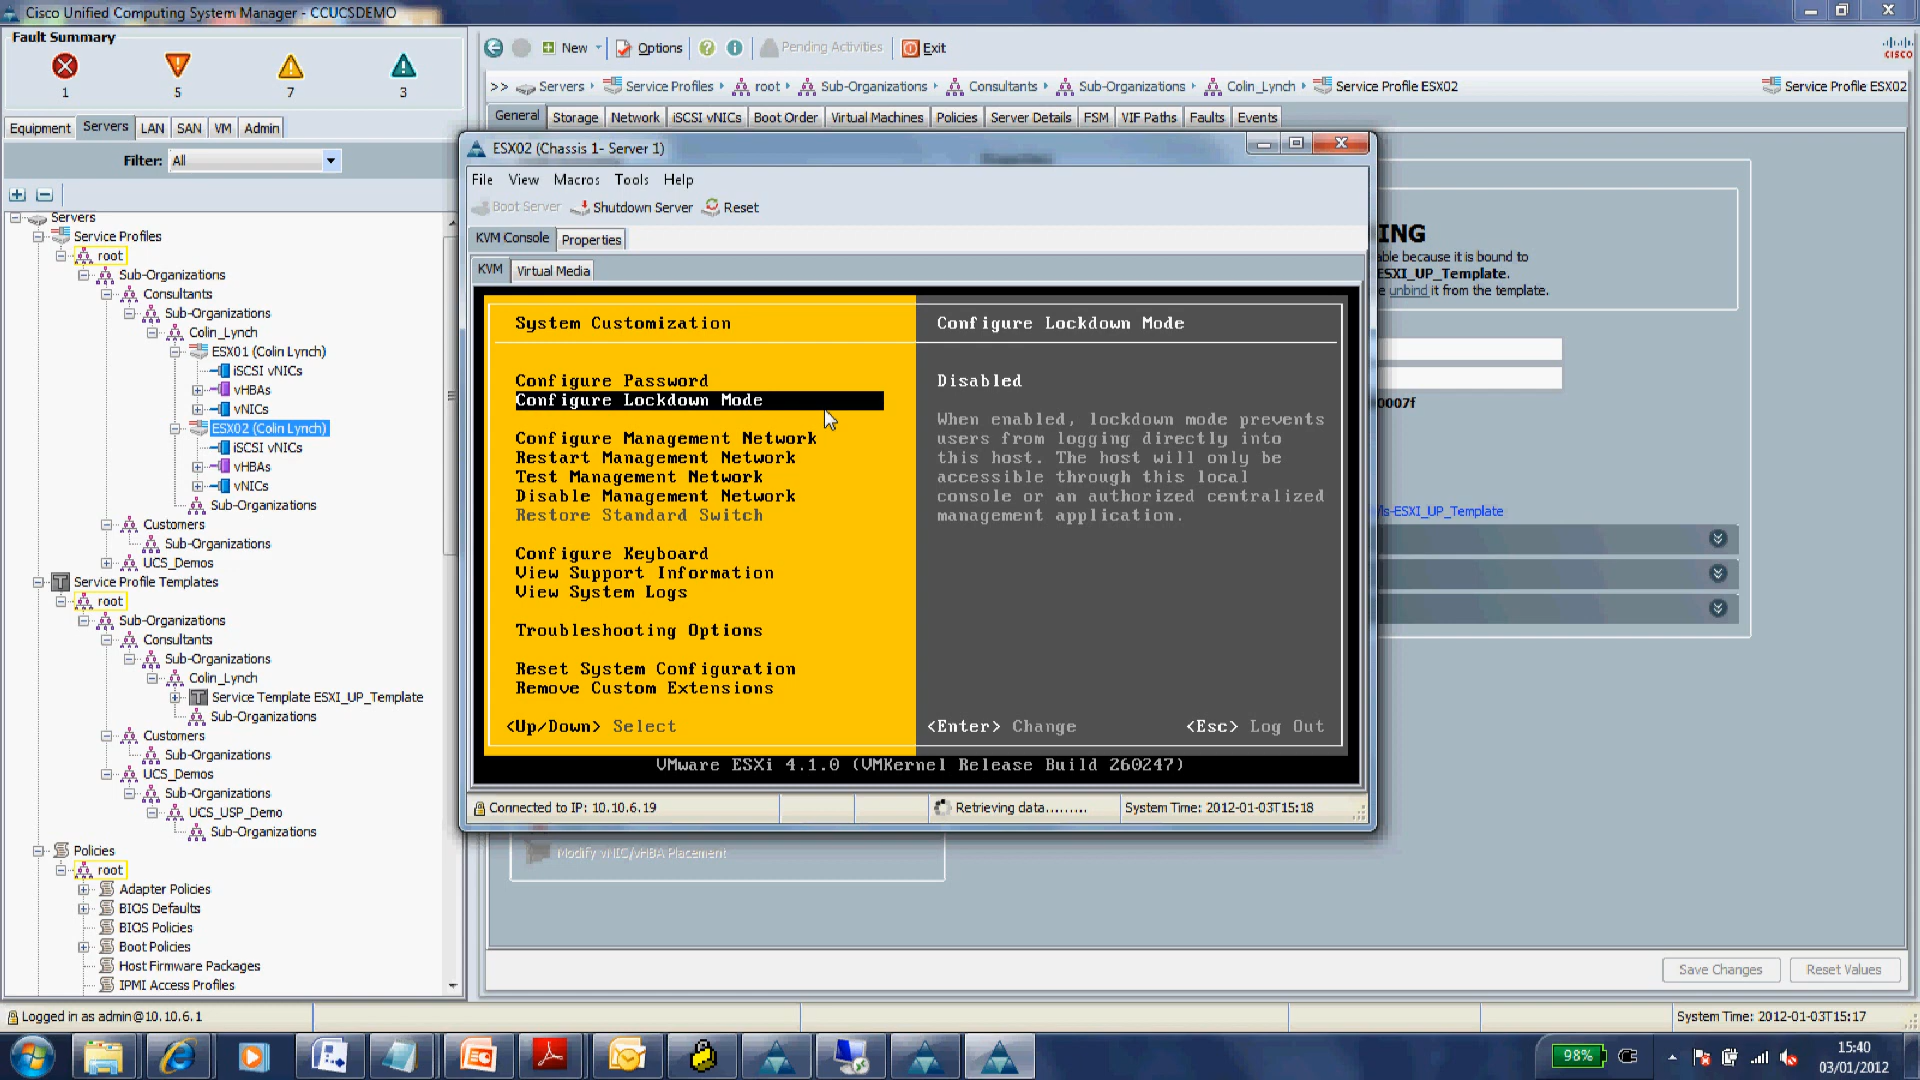 Cisco Unified Computing System Manager - CCUCSDEMO
Fault Summary
1 5 7 3
New Options Pending Activities Exit
cisco
>> Servers Service Profiles root Sub-Organizations Consultants Sub-Organizations Colin_Lynch Service Profile ESX02 Service Profile ESX02
Equipment Servers LAN SAN VM Admin
General Storage Network iSCSI vNICs Boot Order Virtual Machines Policies Server Details FSM VIF Paths Faults Events
Filter: All
Servers
Service Profiles
root
Sub-Organizations
Consultants
Sub-Organizations
Colin_Lynch
ESX01 (Colin Lynch)
iSCSI vNICs
vHBAs
vNICs
ESX02 (Colin Lynch)
iSCSI vNICs
vHBAs
vNICs
Sub-Organizations
Customers
Sub-Organizations
UCS_Demos
Service Profile Templates
root
Sub-Organizations
Consultants
Sub-Organizations
Colin_Lynch
Service Template ESXI_UP_Template
Sub-Organizations
Customers
Sub-Organizations
UCS_Demos
Sub-Organizations
UCS_USP_Demo
Sub-Organizations
Policies
root
Adapter Policies
BIOS Defaults
BIOS Policies
Boot Policies
Host Firmware Packages
IPMI Access Profiles
ESX02 (Chassis 1- Server 1)
File View Macros Tools Help
Boot Server Shutdown Server Reset
KVM Console Properties
KVM Virtual Media
System Customization
Configure Password
Configure Lockdown Mode
Configure Management Network
Restart Management Network
Test Management Network
Disable Management Network
Restore Standard Switch
Configure Keyboard
View Support Information
View System Logs
Troubleshooting Options
Reset System Configuration
Remove Custom Extensions
<Up/Down> Select
Configure Lockdown Mode
Disabled
When enabled, lockdown mode prevents
users from logging directly into
this host. The host will only be
accessible through this local
console or an authorized centralized
management application.
<Enter> Change <Esc> Log Out
VMware ESXi 4.1.0 (VMKernel Release Build 260247)
Connected to IP: 10.10.6.19 Retrieving data......... System Time: 2012-01-03T15:18
ING
able because it is bound to
ESXI_UP_Template.
e unbind it from the template.
0007f
/ls-ESXI_UP_Template
Modify vNIC/vHBA Placement
Save Changes Reset Values
Logged in as admin@10.10.6.1 System Time: 2012-01-03T15:17
98% 15:40
03/01/2012